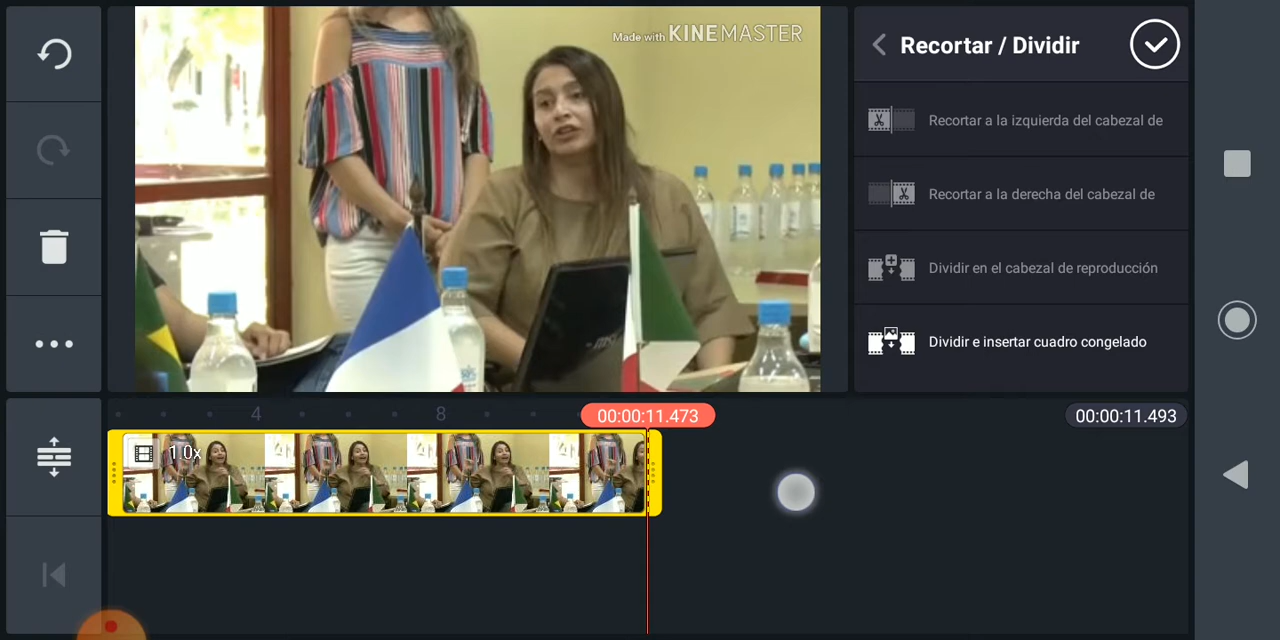 Made with KINEMASTER
Recortar / Dividir
Recortar a la izquierda del cabezal de
Recortar a la derecha del cabezal de
Dividir en el cabezal de reproducción
Dividir e insertar cuadro congelado
4
8
00:00:11.473
00:00:11.493
1.0x